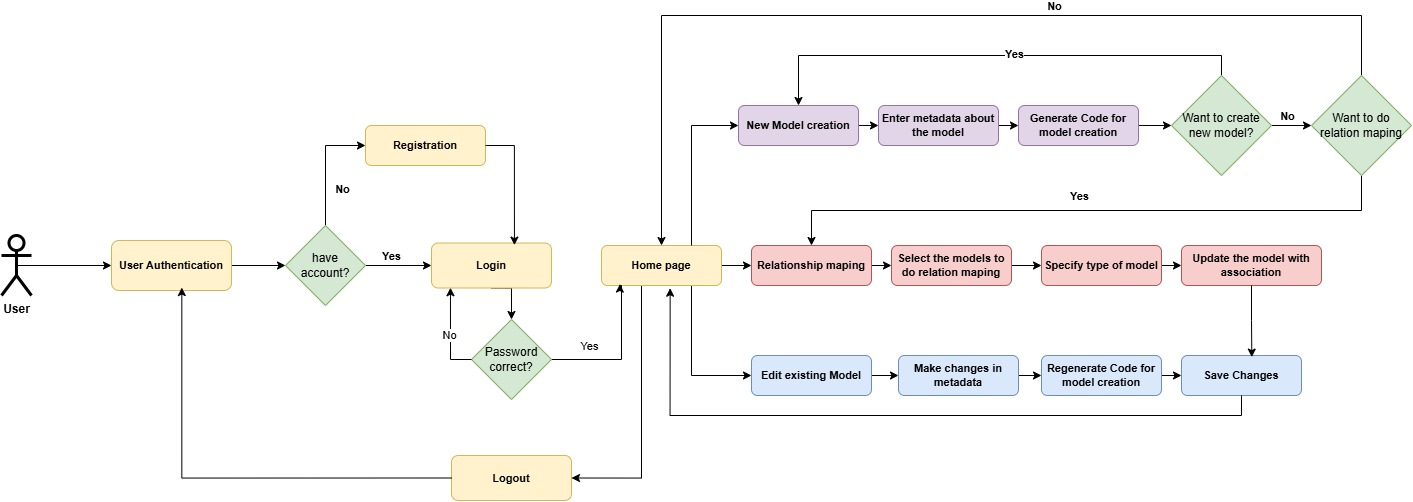 No
Yes
New Model creation
Enter metadata about
the model
Generate Code for
model creation
Want to create
new model?
No
Want to do
relation maping
Registration
No
Yes
User
User Authentication
have
account?
Yes
Login
Home page
Relationship maping
Select the models to
do relation maping
Specify type of model
Update the model with
association
No
Password
correct?
Yes
Edit existing Model
Make changes in
metadata
Regenerate Code for
model creation
Save Changes
Logout